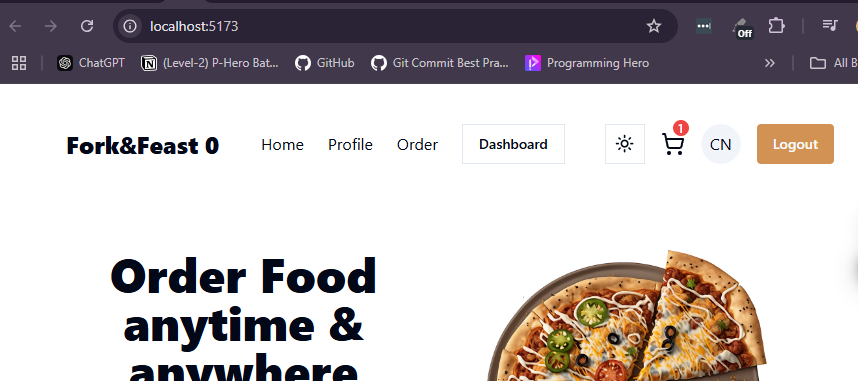 localhost:5173
Off
ChatGPT
(Level-2) P-Hero Bat...
GitHub
Git Commit Best Pra...
Programming Hero
All B
Fork&Feast 0
Home
Profile
Order
Dashboard
1
CN
Logout
Order Food
anytime &
anywhere